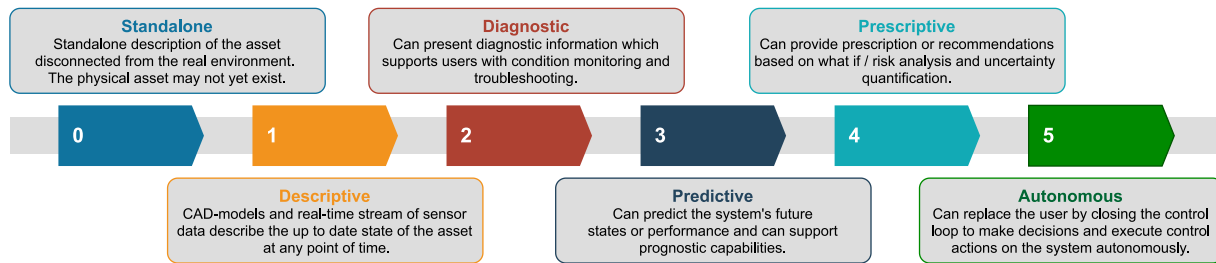 Standalone
Standalone description of the asset
disconnected from the real environment.
The physical asset may not yet exist.
Diagnostic
Can present diagnostic information which
supports users with condition monitoring and
troubleshooting.
Prescriptive
Can provide prescription or recommendations
based on what if / risk analysis and uncertainty
quantification.
0
1
2
3
4
5
Descriptive
CAD-models and real-time stream of sensor
data describe the up to date state of the asset
at any point of time.
Predictive
Can predict the system's future
states or performance and can support
prognostic capabilities.
Autonomous
Can replace the user by closing the control
loop to make decisions and execute control
actions on the system autonomously.